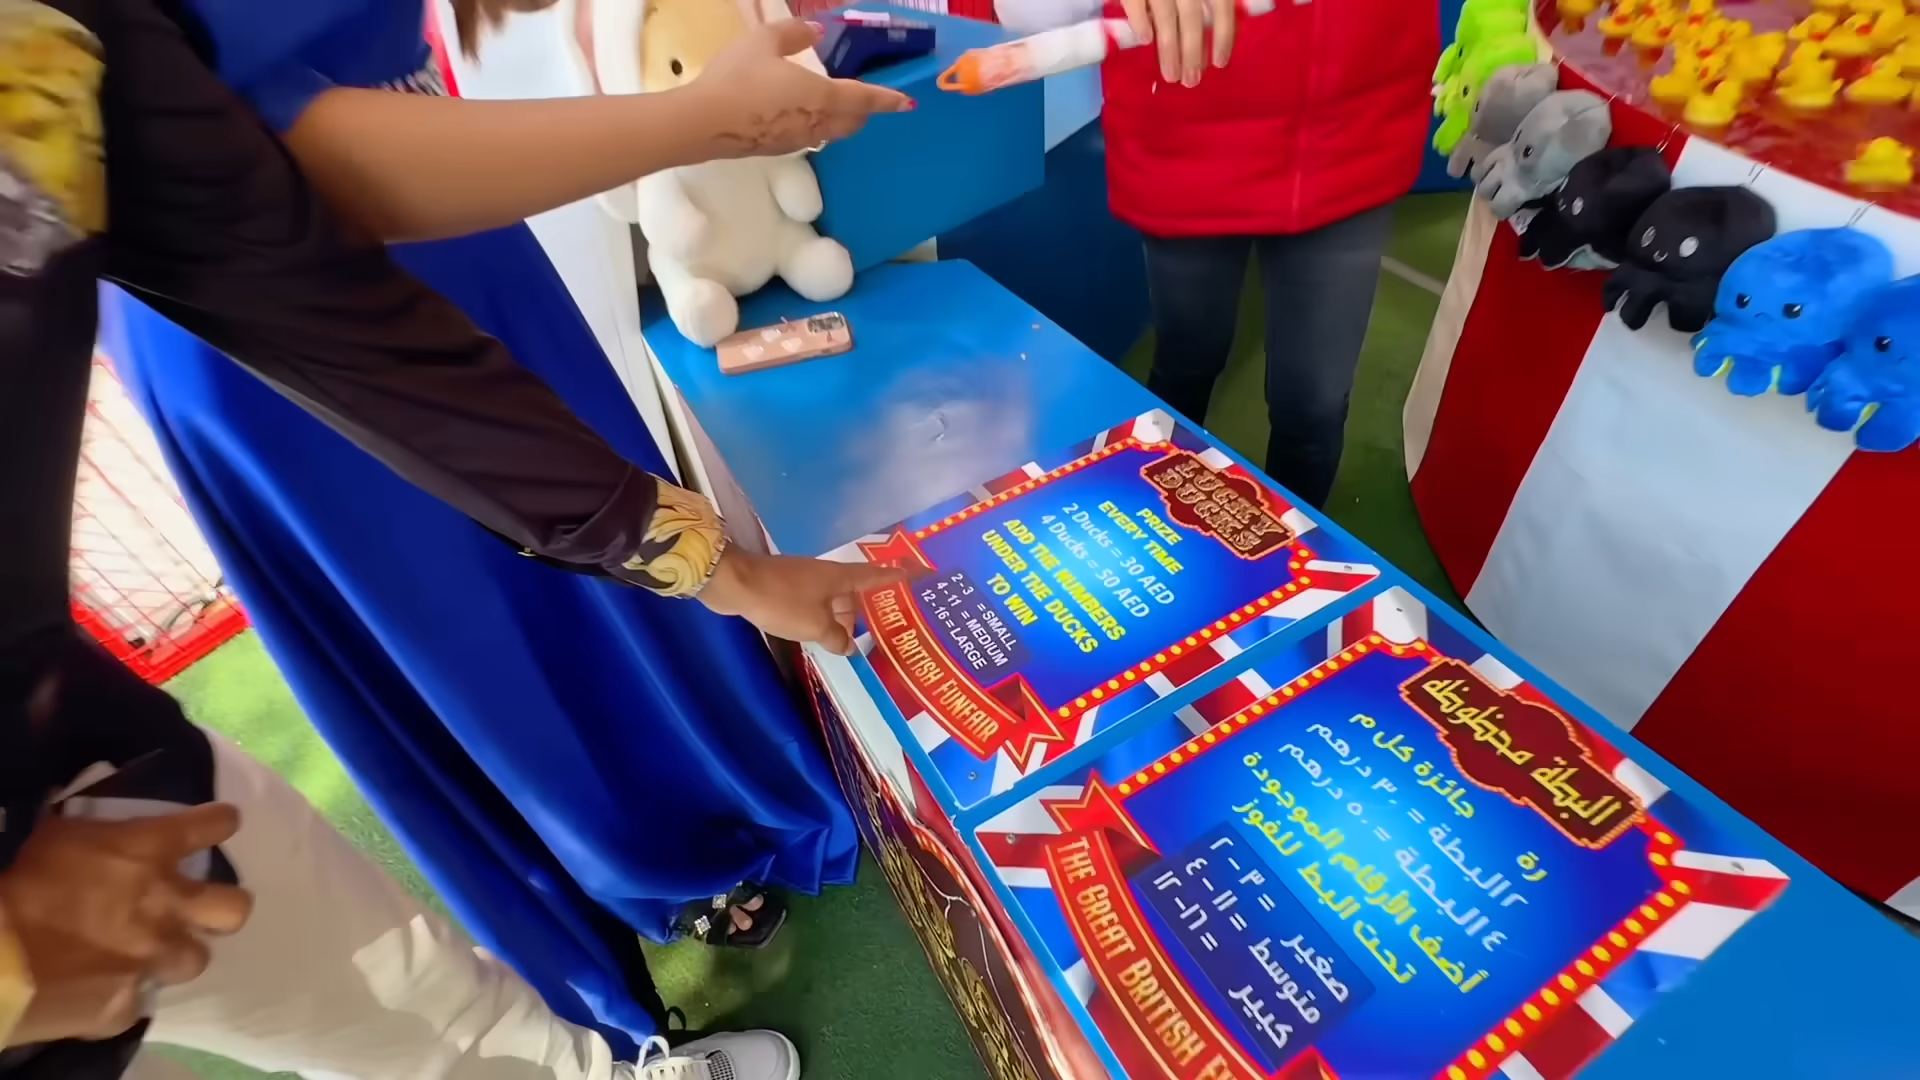 LUCKY
DUCKS
PRIZE
EVERY TIME
2 Ducks = 30 AED
4 Ducks = 50 AED
ADD THE NUMBERS
UNDER THE DUCKS
TO WIN
2-3 = SMALL
4-11 = MEDIUM
12-16 = LARGE
GREAT BRITISH FUNFAIR
البطة محظوظة
جائزة كل م
رة
٢ البطة = ٣٠ درهم
٤ البطة = ٥٠ درهم
أضف الأرقام الموجودة
تحت البط للفوز
صغير = ٣-٢
متوسط = ١١-٤
كبير = ١٦-١٢
THE GREAT BRITISH